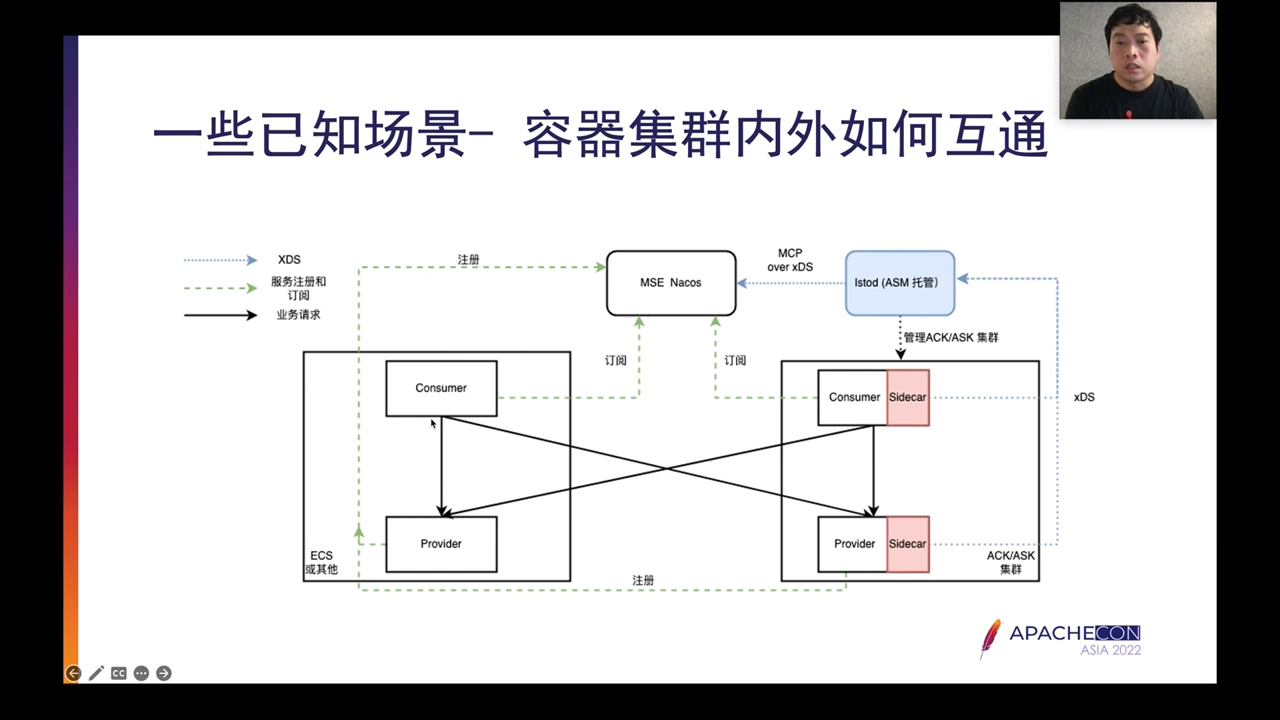 一些已知场景- 容器集群内外如何互通
XDS
服务注册和
订阅
业务请求
注册
MSE Nacos
MCP
over xDS
Istod (ASM 托管)
管理ACK/ASK 集群
订阅
订阅
Consumer
Consumer
Sidecar
xDS
Provider
Provider
Sidecar
ECS
或其他
ACK/ASK
集群
注册
APACHECON
ASIA 2022
CC